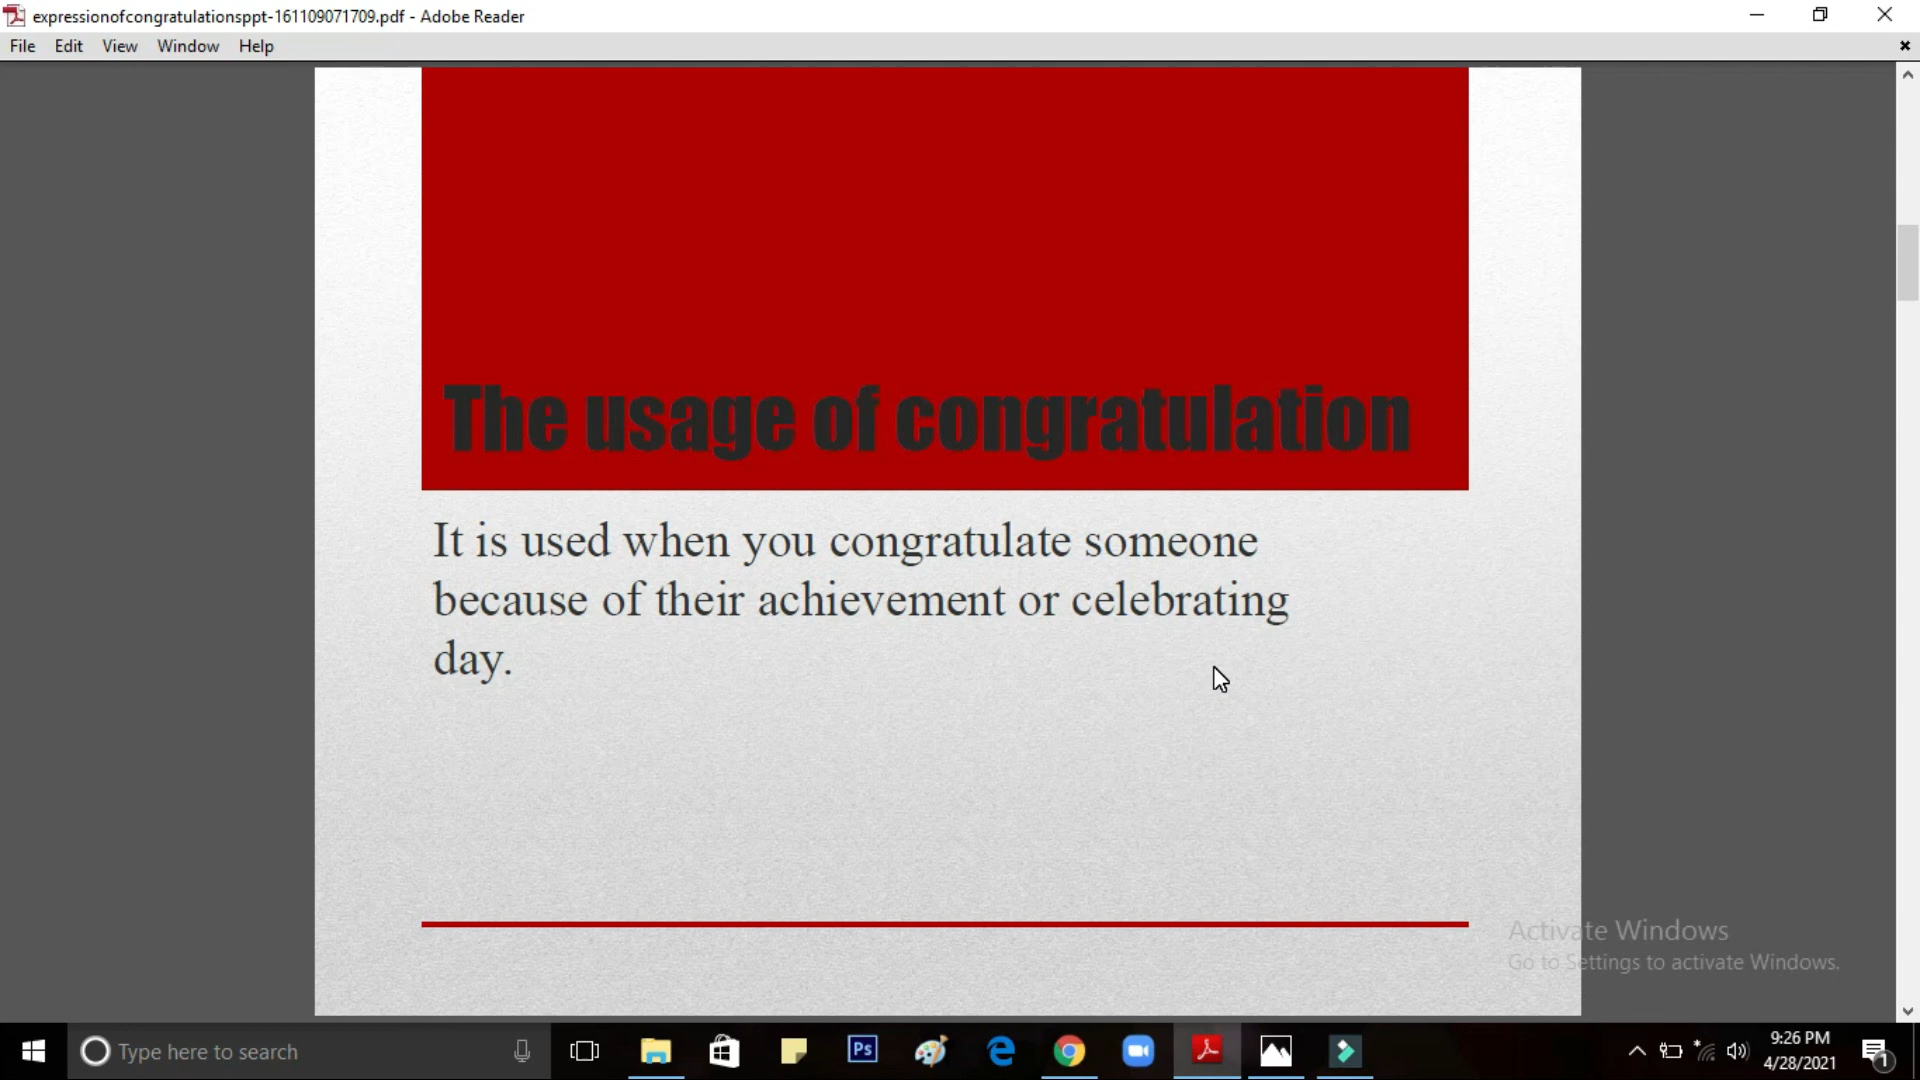 expressionofcongratulationsppt-161109071709.pdf - Adobe Reader
File Edit View Window Help
The usage of congratulation
It is used when you congratulate someone
because of their achievement or celebrating
day.
Activate Windows
Go to Settings to activate Windows.
Type here to search
Ps
9:26 PM
4/28/2021
1